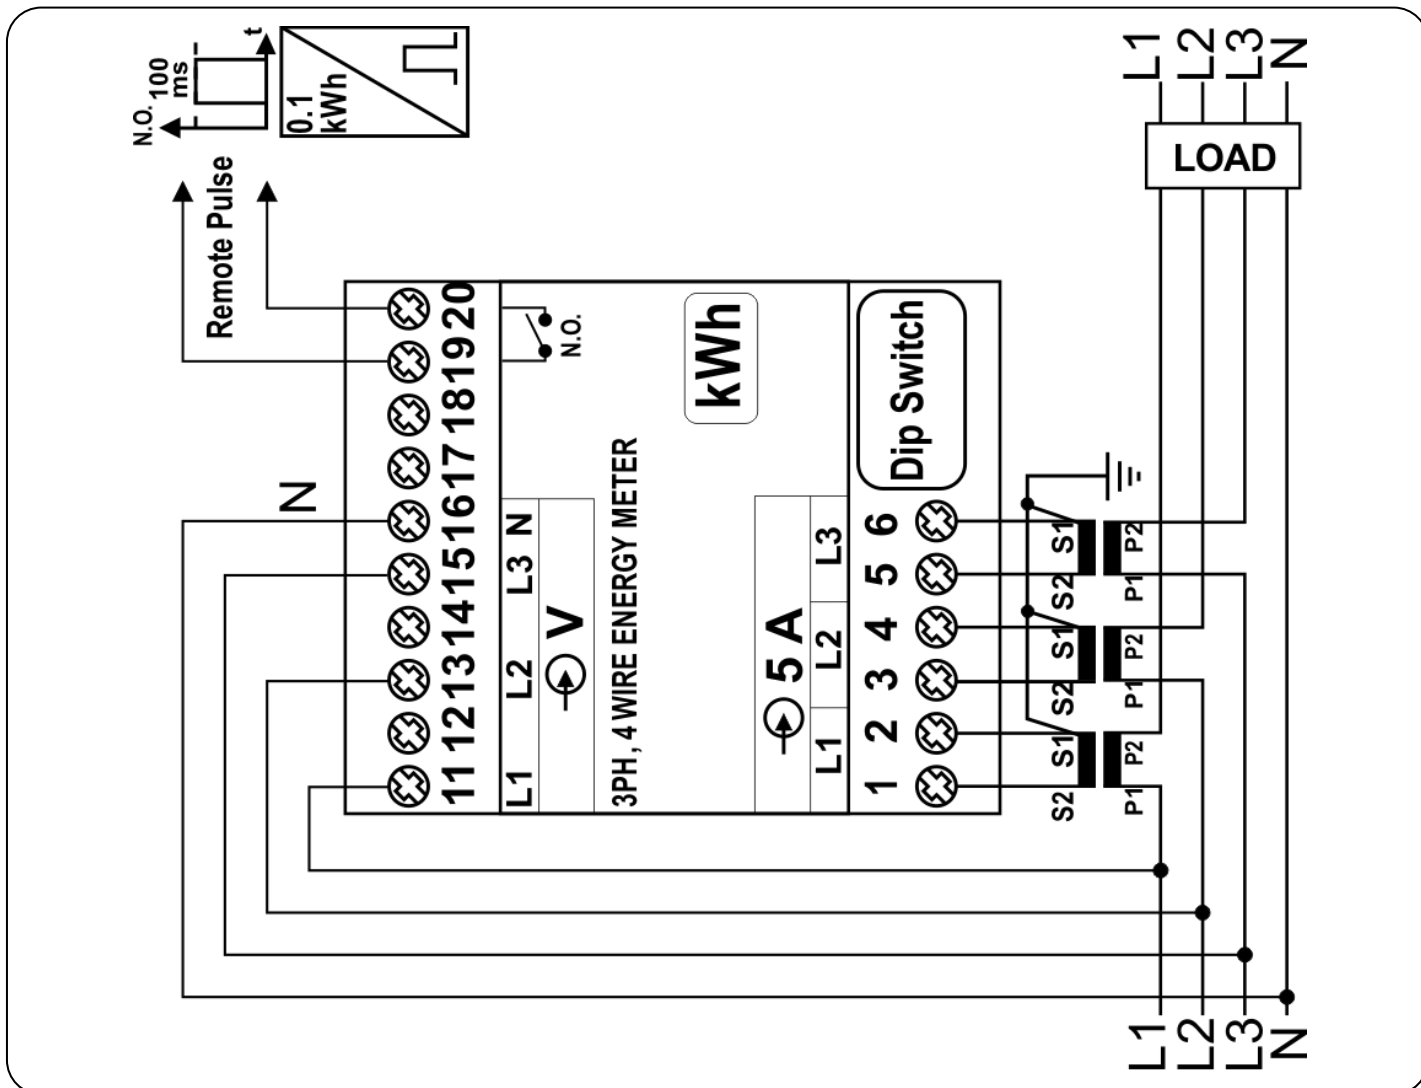 L1 L2 L3 N
LOAD
t
100 ms
N.O.
0.1 kWh
Remote Pulse
N
11 12 13 14 15 16 17 18 19 20
L1 L2 L3 N
V
N.O.
3PH, 4 WIRE ENERGY METER
kWh
5 A
L1 L2 L3
Dip Switch
1 2 3 4 5 6
S2 S1 S2 S1 S2 S1
P1 P2 P1 P2 P1 P2
L1 L2 L3 N